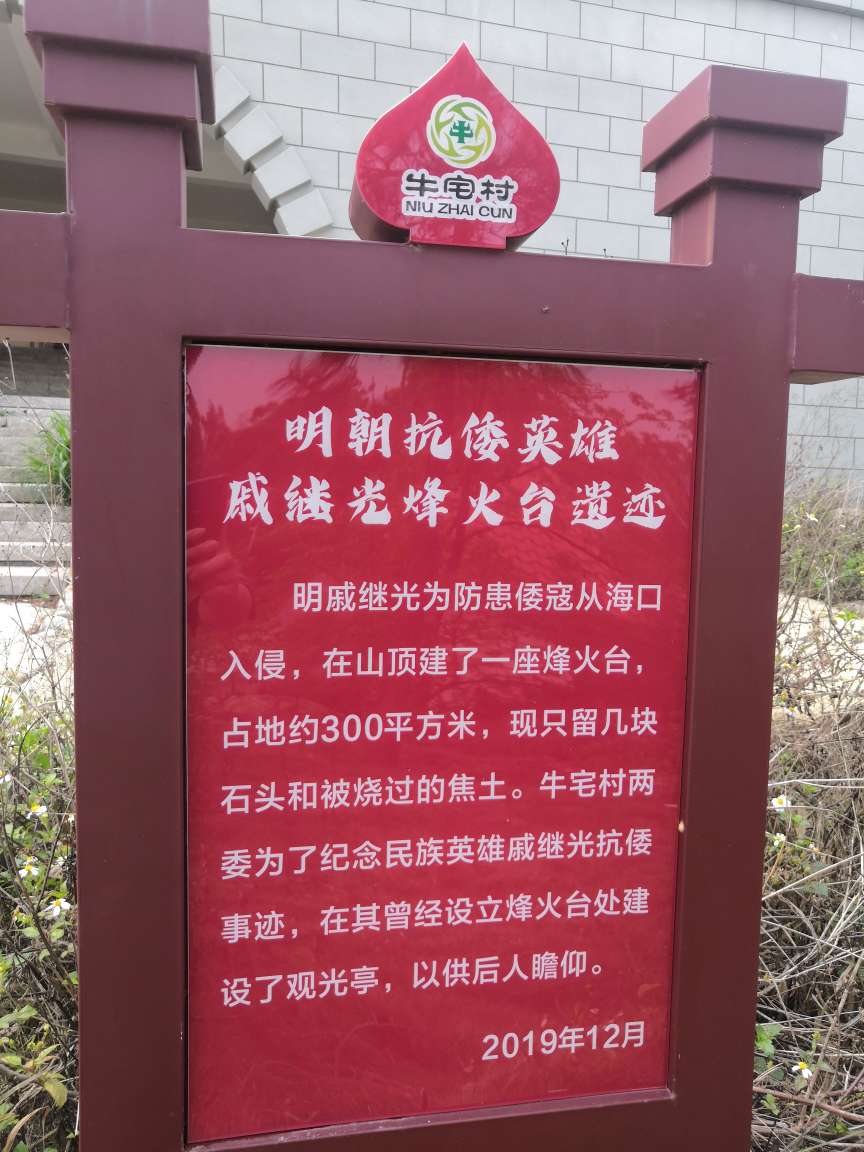 牛宅村
NIU ZHAI CUN
明朝抗倭英雄
戚继光烽火台遗迹
明戚继光为防患倭寇从海口
入侵，在山顶建了一座烽火台，
占地约300平方米，现只留几块
石头和被烧过的焦土。牛宅村两
委为了纪念民族英雄戚继光抗倭
事迹，在其曾经设立烽火台处建
设了观光亭，以供后人瞻仰。
2019年12月